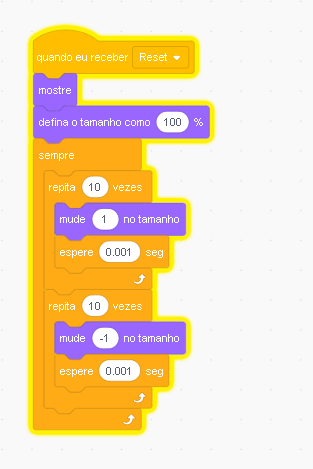 quando eu receber Reset
mostre
defina o tamanho como 100 %
sempre
repita 10 vezes
mude 1 no tamanho
espere 0.001 seg
repita 10 vezes
mude -1 no tamanho
espere 0.001 seg